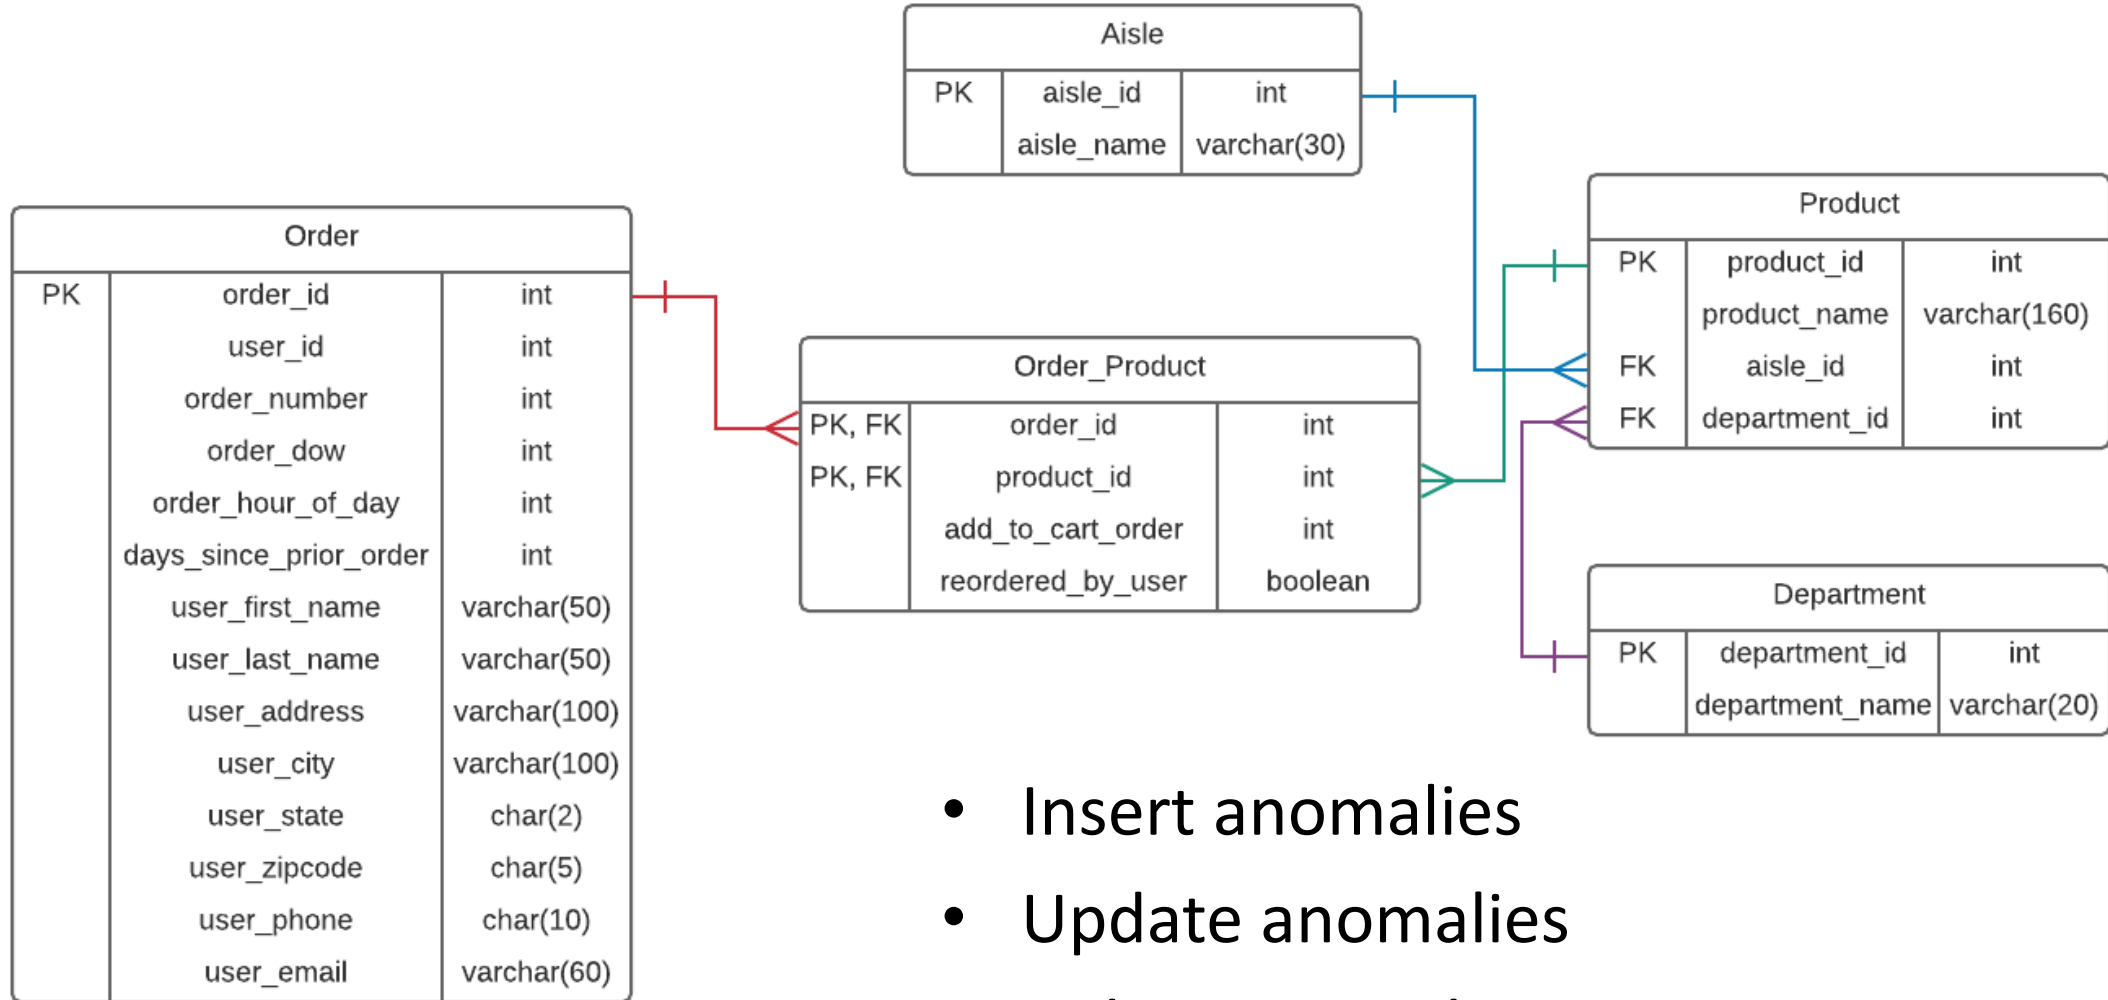 Aisle
PK aisle_id int
aisle_name varchar(30)
Order
PK order_id int
user_id int
order_number int
order_dow int
order_hour_of_day int
days_since_prior_order int
user_first_name varchar(50)
user_last_name varchar(50)
user_address varchar(100)
user_city varchar(100)
user_state char(2)
user_zipcode char(5)
user_phone char(10)
user_email varchar(60)
Order_Product
PK, FK order_id int
PK, FK product_id int
add_to_cart_order int
reordered_by_user boolean
Product
PK product_id int
product_name varchar(160)
FK aisle_id int
FK department_id int
Department
PK department_id int
department_name varchar(20)
• Insert anomalies
• Update anomalies